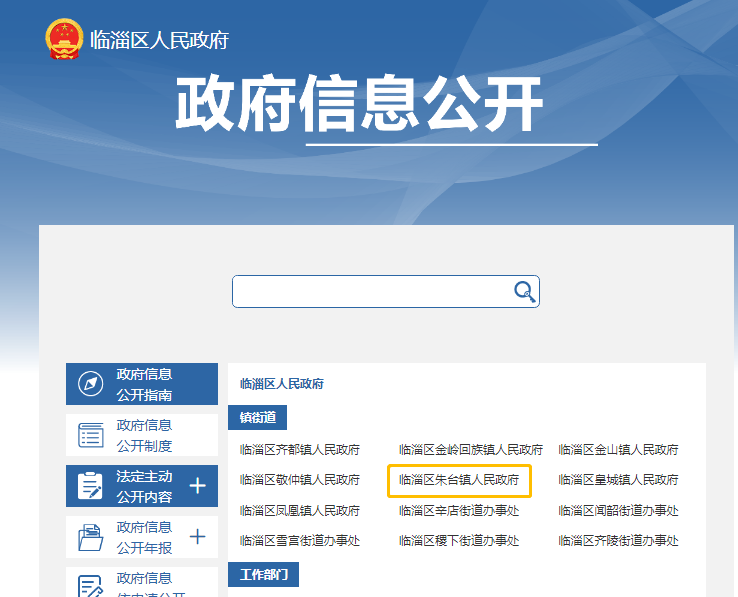 临淄区人民政府
政府信息公开
政府信息
公开指南
政府信息
公开制度
法定主动
公开内容
政府信息
公开年报
政府信息
依申请公开
临淄区人民政府
镇街道
临淄区齐都镇人民政府 临淄区金岭回族镇人民政府 临淄区金山镇人民政府
临淄区敬仲镇人民政府 临淄区朱台镇人民政府 临淄区皇城镇人民政府
临淄区凤凰镇人民政府 临淄区辛店街道办事处 临淄区闻韶街道办事处
临淄区雪宫街道办事处 临淄区稷下街道办事处 临淄区齐陵街道办事处
工作部门